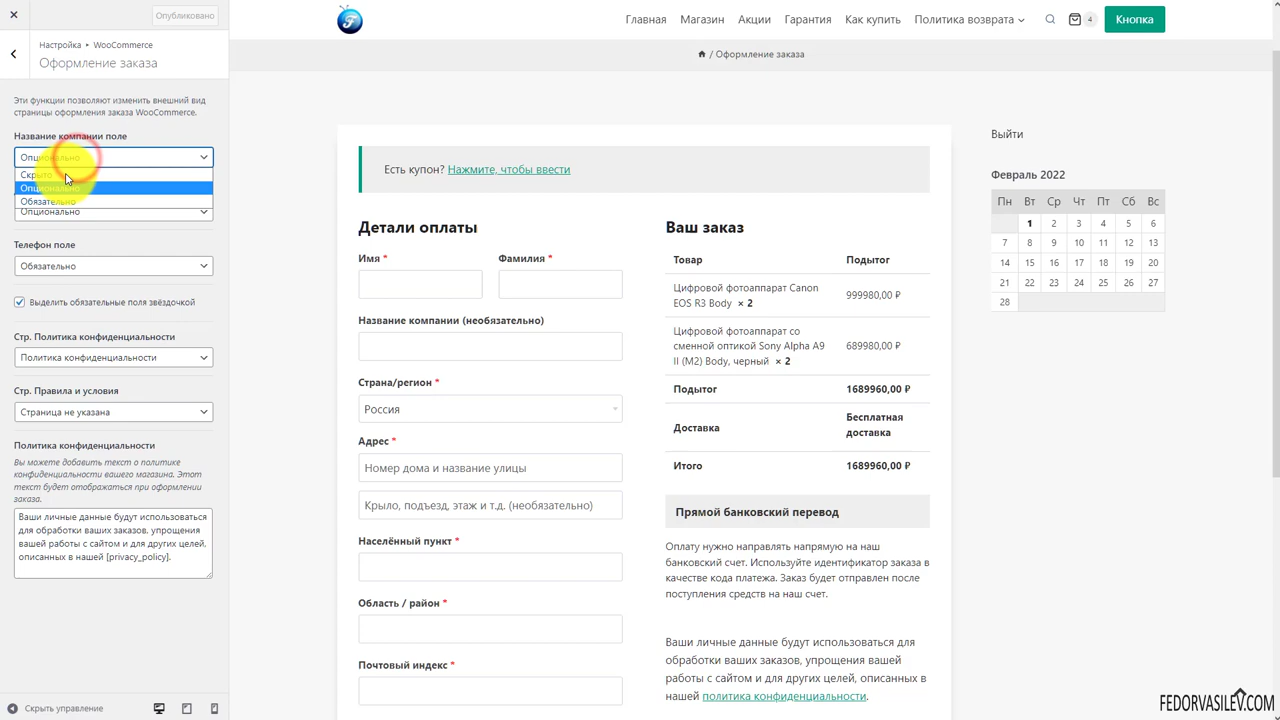 Опубликовано
Настройка ▸ WooCommerce
Оформление заказа
Эти функции позволяют изменить внешний вид
страницы оформления заказа WooCommerce.
Название компании поле
Опционально
Скрыто
Опционально
Обязательно
Опционально
Телефон поле
Обязательно
Выделить обязательные поля звёздочкой
Стр. Политика конфиденциальности
Политика конфиденциальности
Стр. Правила и условия
Страница не указана
Политика конфиденциальности
Вы можете добавить текст о политике
конфиденциальности вашего магазина. Этот
текст будет отображаться при оформлении
заказа.
Ваши личные данные будут использоваться
для обработки ваших заказов, упрощения
вашей работы с сайтом и для других целей,
описанных в нашей [privacy_policy].
Скрыть управление
Главная Магазин Акции Гарантия Как купить Политика возврата 4 Кнопка
/ Оформление заказа
Есть купон? Нажмите, чтобы ввести
Детали оплаты
Имя * Фамилия *
Название компании (необязательно)
Страна/регион *
Россия
Адрес *
Номер дома и название улицы
Крыло, подъезд, этаж и т.д. (необязательно)
Населённый пункт *
Область / район *
Почтовый индекс *
Ваш заказ
Товар Подытог
Цифровой фотоаппарат Canon
EOS R3 Body × 2 999980,00 ₽
Цифровой фотоаппарат со
сменной оптикой Sony Alpha A9
II (M2) Body, черный × 2 689980,00 ₽
Подытог 1689960,00 ₽
Доставка Бесплатная
доставка
Итого 1689960,00 ₽
Прямой банковский перевод
Оплату нужно направлять напрямую на наш
банковский счет. Используйте идентификатор заказа в
качестве кода платежа. Заказ будет отправлен после
поступления средств на наш счет.
Ваши личные данные будут использоваться для
обработки ваших заказов, упрощения вашей
работы с сайтом и для других целей, описанных в
нашей политика конфиденциальности.
Выйти
Февраль 2022
Пн Вт Ср Чт Пт Сб Вс
1 2 3 4 5 6
7 8 9 10 11 12 13
14 15 16 17 18 19 20
21 22 23 24 25 26 27
28
FEDORVASILEV.COM